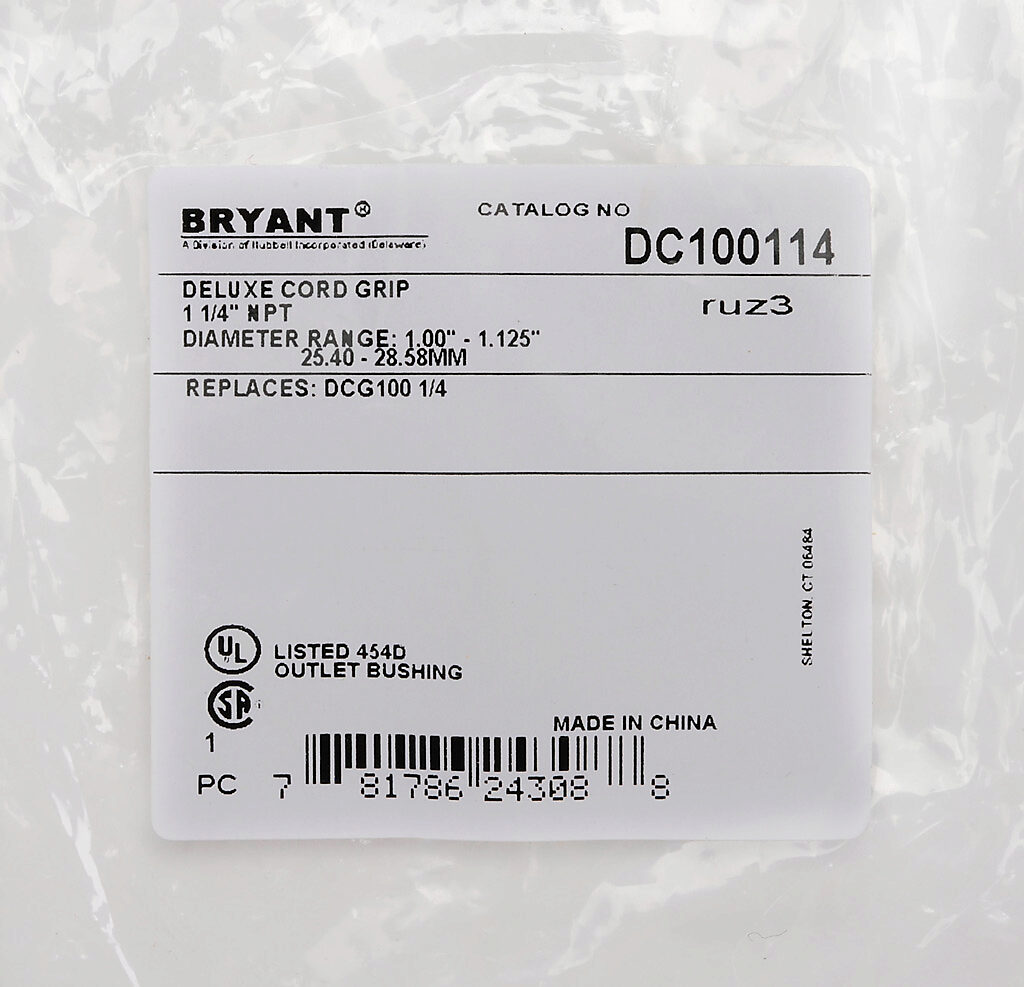 BRYANT®
A Division of Hubbell Incorporated (Delaware)
CATALOG NO
DC100114
DELUXE CORD GRIP
1 1/4" NPT
DIAMETER RANGE: 1.00" - 1.125"
25.40 - 28.58MM
ruz3
REPLACES: DCG100 1/4
SHELTON, CT 06484
UL
LISTED 454D
OUTLET BUSHING
SA®
MADE IN CHINA
1
PC
7 81786 24308 8